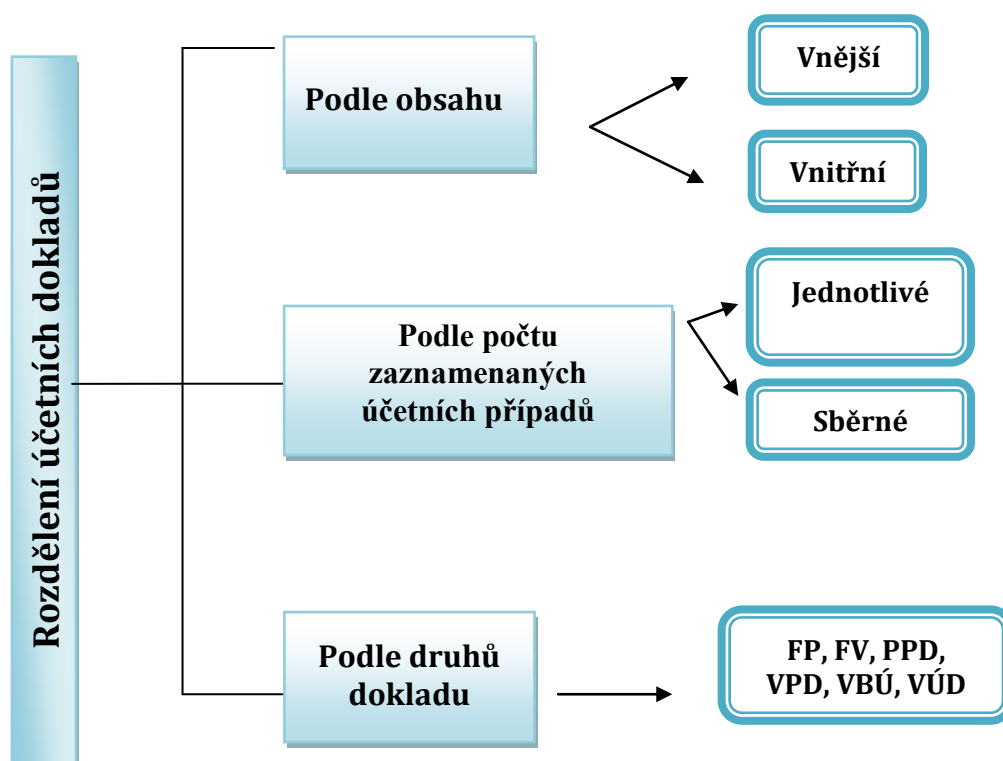 Rozdělení účetních dokladů
Podle obsahu
Vnější
Vnitřní
Podle počtu
zaznamenaných
účetních případů
Jednotlivé
Sběrné
Podle druhů
dokladu
FP, FV, PPD,
VPD, VBÚ, VÚD